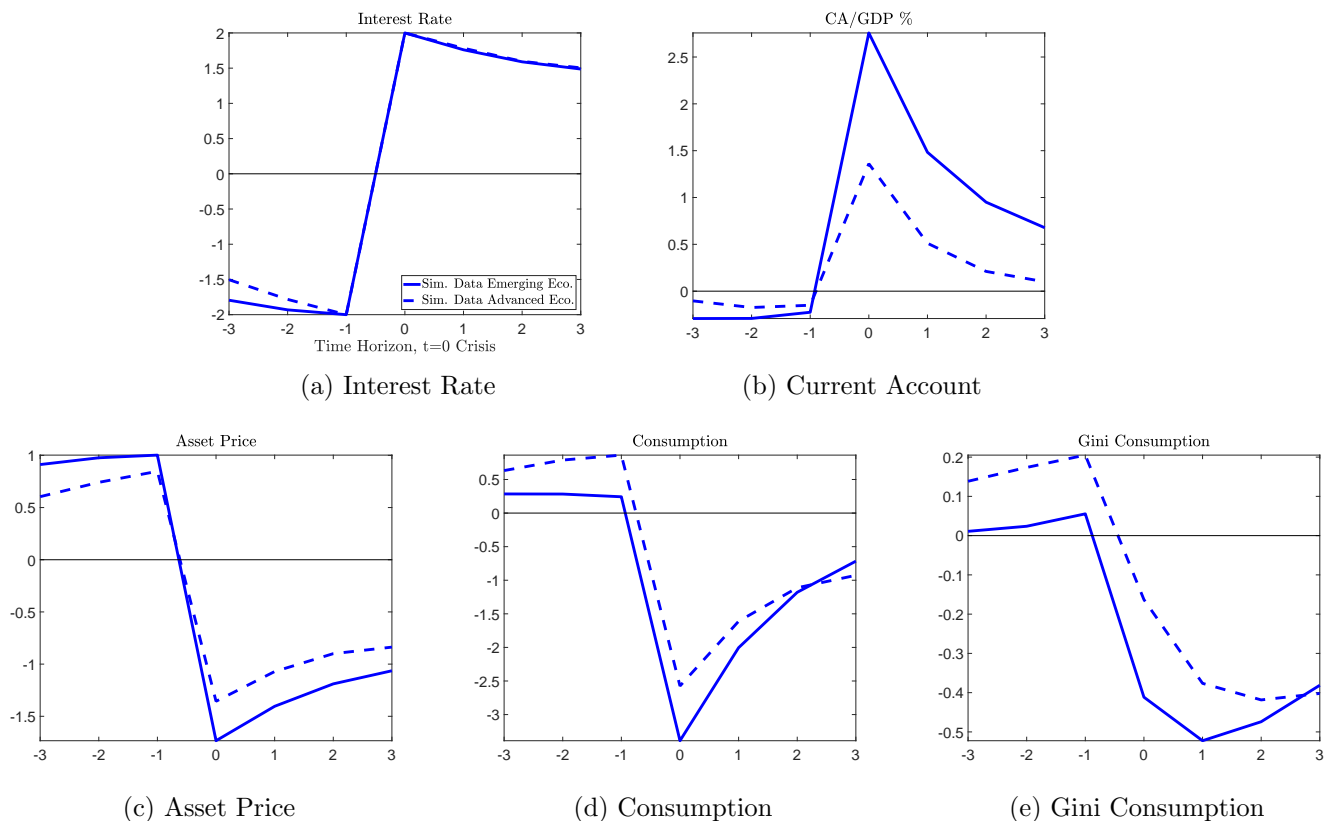 Interest Rate
2
1.5
1
0.5
0
-0.5
-1
-1.5
-2
Sim. Data Emerging Eco.
Sim. Data Advanced Eco.
-3 -2 -1 0 1 2 3
Time Horizon, t=0 Crisis
(a) Interest Rate
CA/GDP %
2.5
2
1.5
1
0.5
0
-3 -2 -1 0 1 2 3
(b) Current Account
Asset Price
1
0.5
0
-0.5
-1
-1.5
-3 -2 -1 0 1 2 3
(c) Asset Price
Consumption
0.5
0
-0.5
-1
-1.5
-2
-2.5
-3
-3 -2 -1 0 1 2 3
(d) Consumption
Gini Consumption
0.2
0.1
0
-0.1
-0.2
-0.3
-0.4
-0.5
-3 -2 -1 0 1 2 3
(e) Gini Consumption